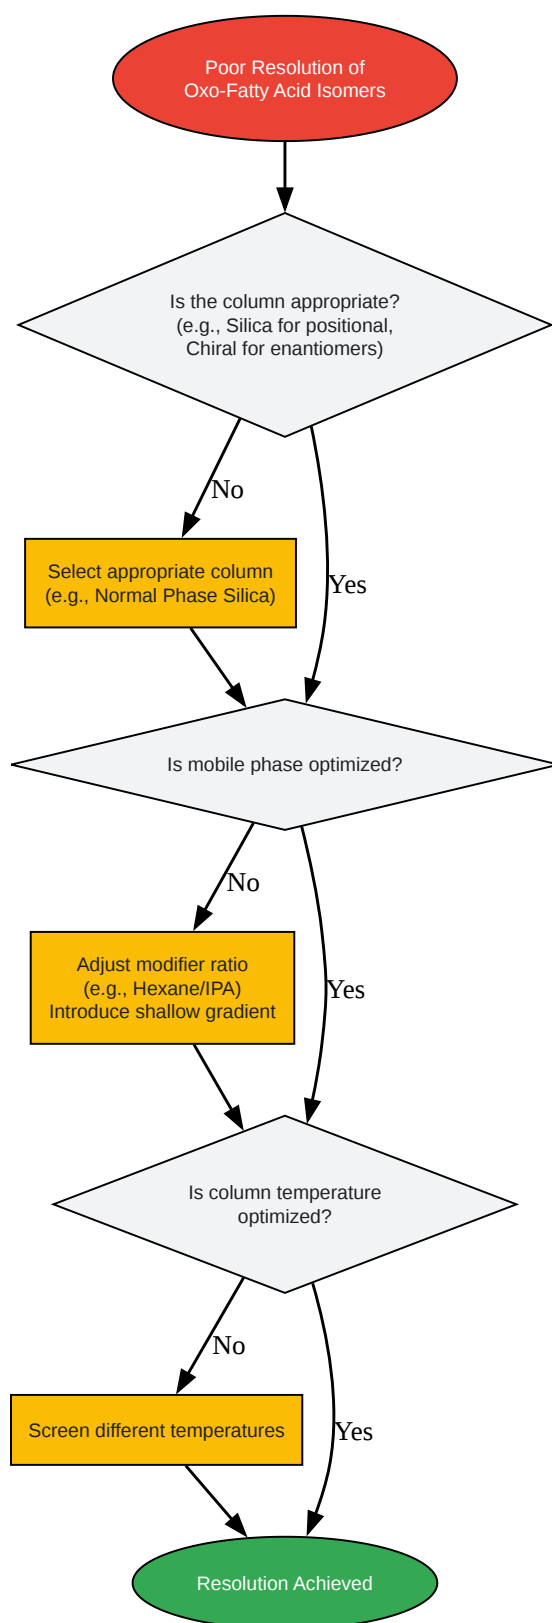 Poor Resolution of
Oxo-Fatty Acid Isomers
Is the column appropriate?
(e.g., Silica for positional,
Chiral for enantiomers)
No
Select appropriate column
(e.g., Normal Phase Silica)
Yes
Is mobile phase optimized?
No
Adjust modifier ratio
(e.g., Hexane/IPA)
Introduce shallow gradient
Yes
Is column temperature
optimized?
No
Screen different temperatures
Yes
Resolution Achieved